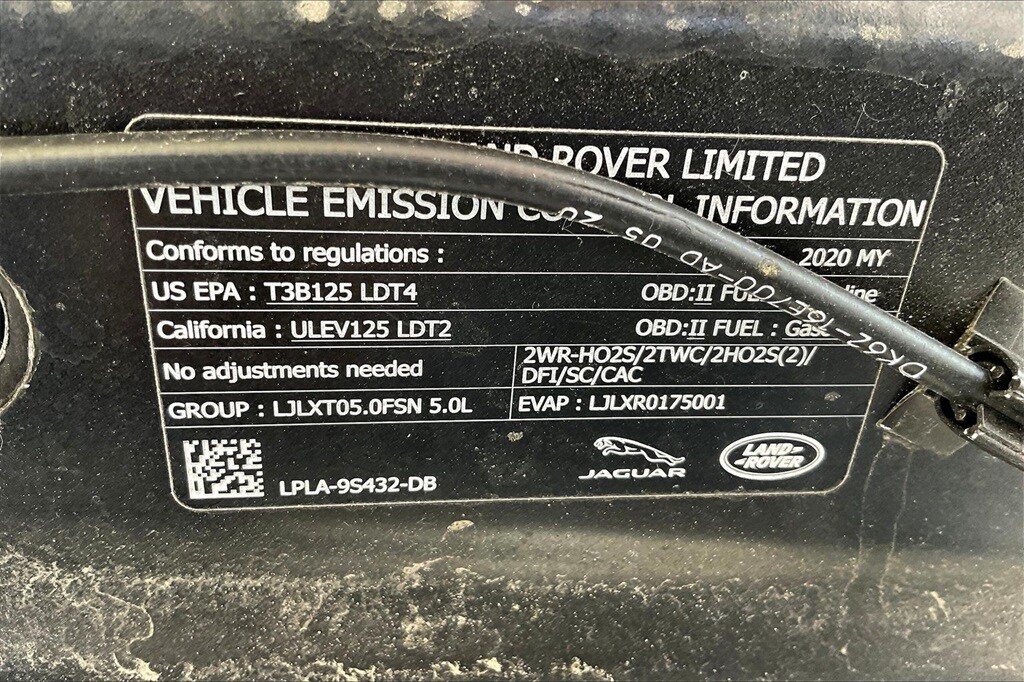 ROVER LIMITED
VEHICLE EMISSION INFORMATION
Conforms to regulations : 2020 MY
US EPA : T3B125 LDT4 OBD:II
California : ULEV125 LDT2 OBD:II FUEL :
No adjustments needed
2WR-HO2S/2TWC/2HO2S(2)/
DFI/SC/CAC
GROUP : LJLXT05.0FSN 5.0L
EVAP : LJLXR0175001
LPLA-9S432-DB
JAGUAR
LAND
ROVER